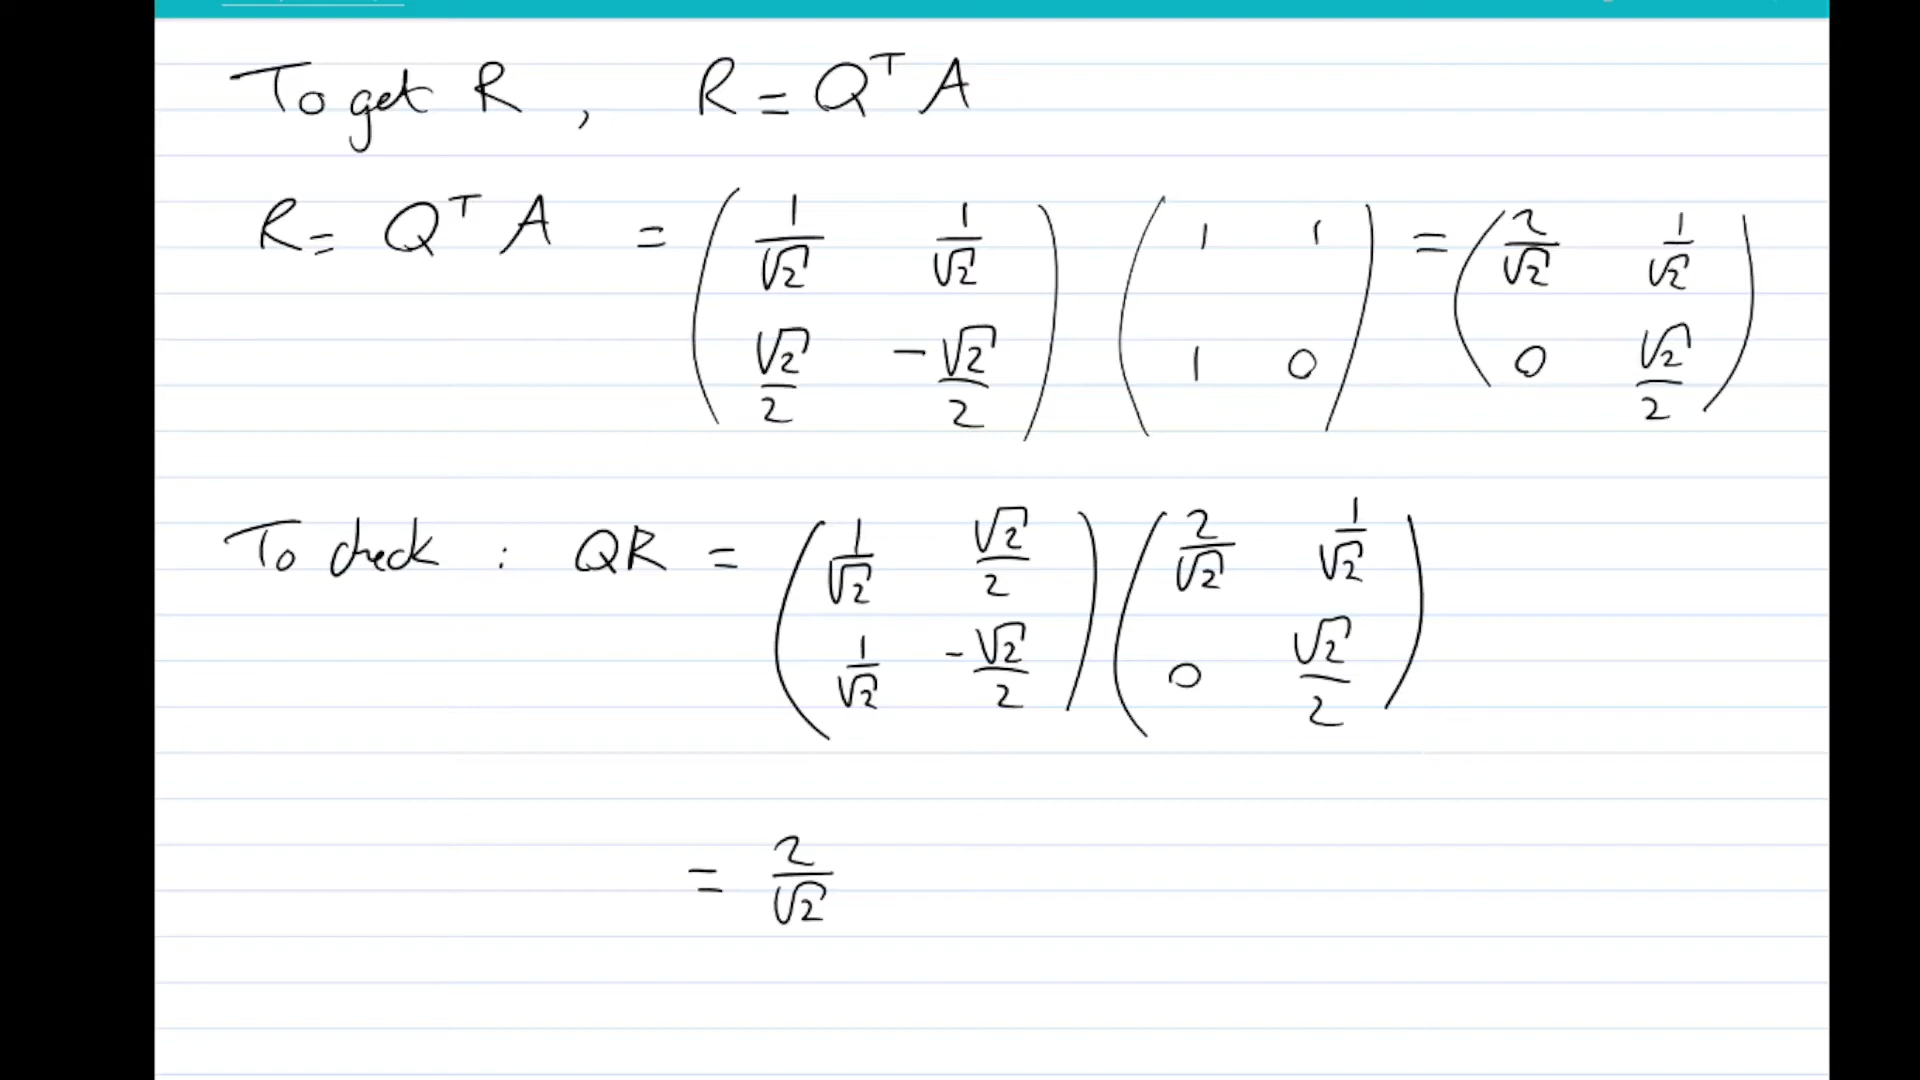 To get R , R = Q^T A
R = Q^T A = ( 1/√2 1/√2 ; √2/2 -√2/2 ) ( 1 1 ; 1 0 ) = ( 2/√2 1/√2 ; 0 √2/2 )
To check : QR = ( 1/√2 √2/2 ; 1/√2 -√2/2 ) ( 2/√2 1/√2 ; 0 √2/2 )
= 2/√2